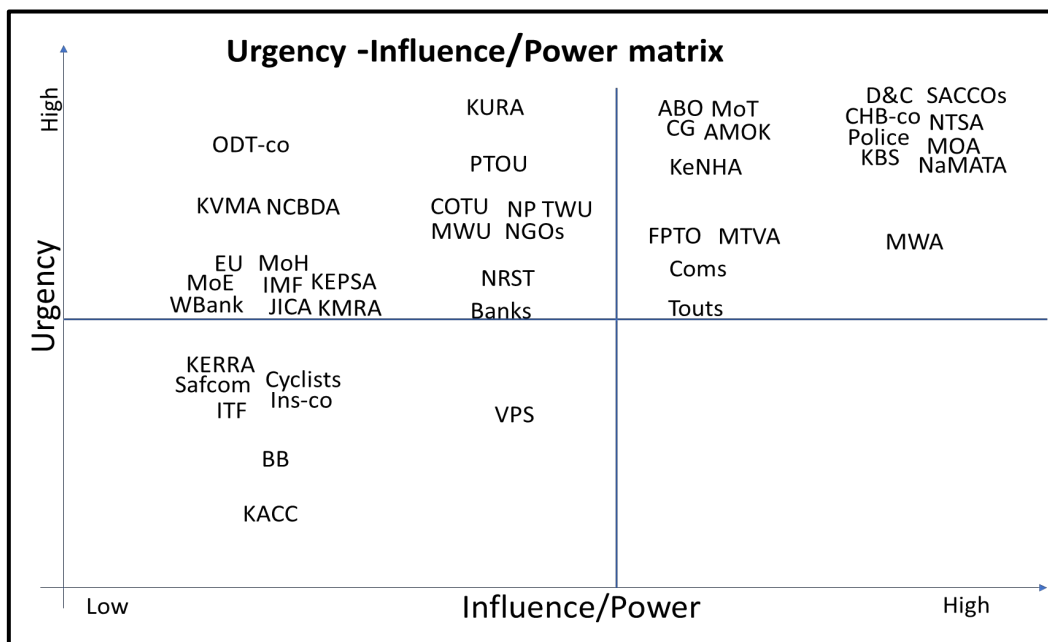 Urgency -Influence/Power matrix
High
Urgency
KURA
ODT-co
PTOU
KVMA NCBDA
COTU NP TWU
MWU NGOs
EU MoH
MoE IMF KEPSA
WBank JICA KMRA
NRST
Banks
ABO MoT
CG AMOK
KeNHA
FPTO MTVA
Coms
Touts
D&C SACCOs
CHB-co NTSA
Police MOA
KBS NaMATA
MWA
KERRA
Safcom Cyclists
ITF Ins-co
VPS
BB
KACC
Low Influence/Power High